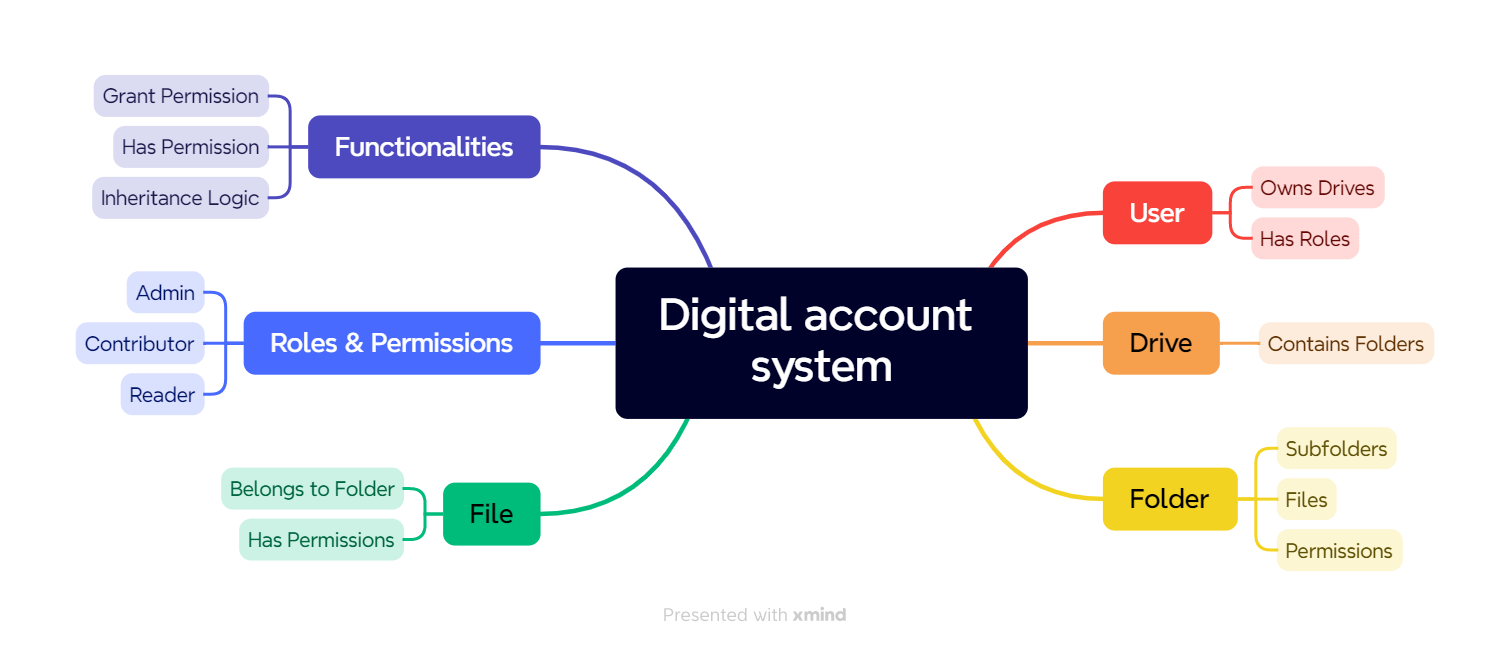 Digital account
system
Functionalities
Grant Permission
Has Permission
Inheritance Logic
Roles & Permissions
Admin
Contributor
Reader
File
Belongs to Folder
Has Permissions
User
Owns Drives
Has Roles
Drive
Contains Folders
Folder
Subfolders
Files
Permissions
Presented with xmind